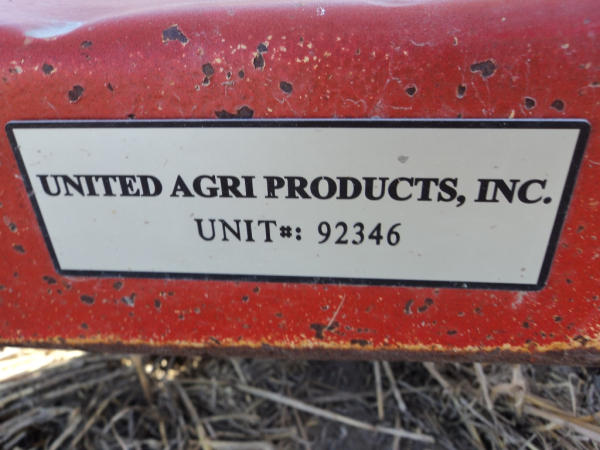 UNITED AGRI PRODUCTS, INC.
UNIT#: 92346